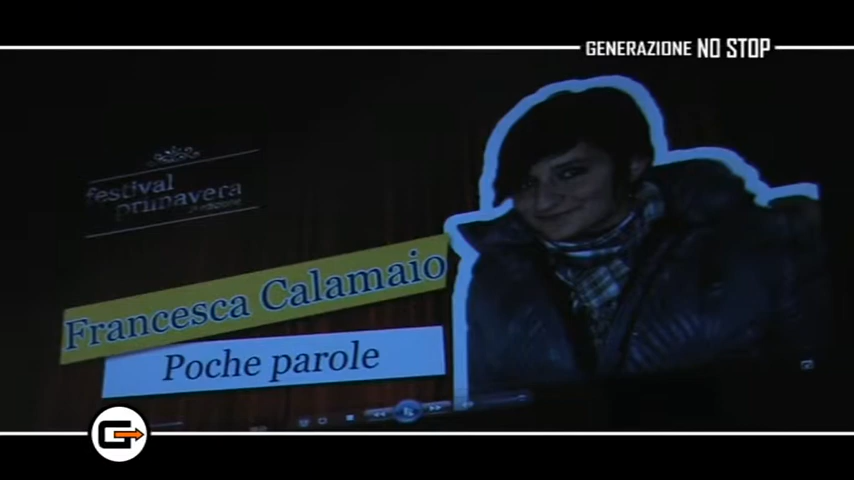 GENERAZIONE NO STOP
festival
primavera
Francesca Calamaio
Poche parole
G